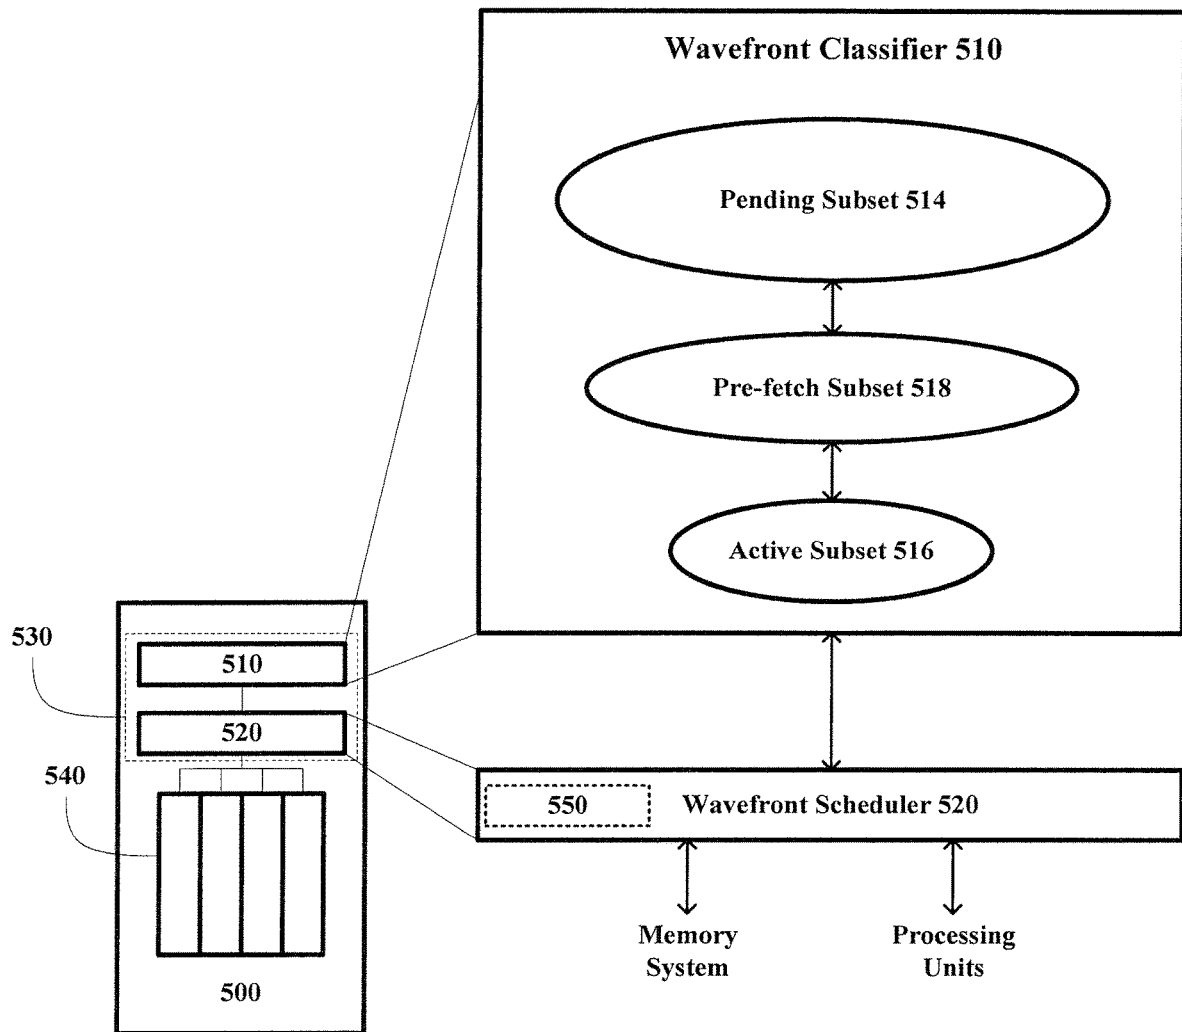 Wavefront Classifier 510
Pending Subset 514
Pre-fetch Subset 518
Active Subset 516
530
510
520
540
550
Wavefront Scheduler 520
Memory
System
Processing
Units
500